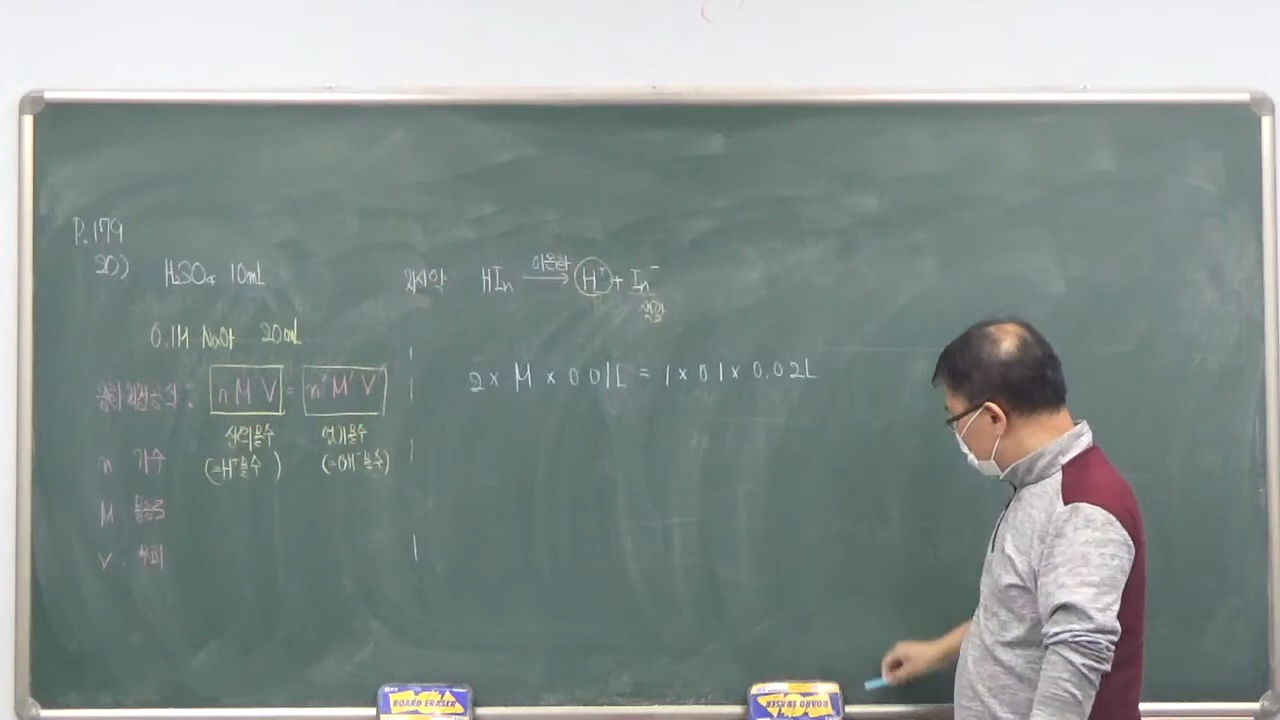 P.179
20) H₂SO₄ 10mL
0.1M NaOH 20mL
중화 적정 공식 : nMV = n'M'V'
산의 몰수 염기 몰수
(=H⁺ 몰수) (=OH⁻ 몰수)
n 가수
M 몰농도
V 부피
지시약 HIn 이온화 → H⁺ + In⁻
색깔
2 × M × 0.01L = 1 × 0.1 × 0.02L
BOARD ERASER
BOARD ERASER